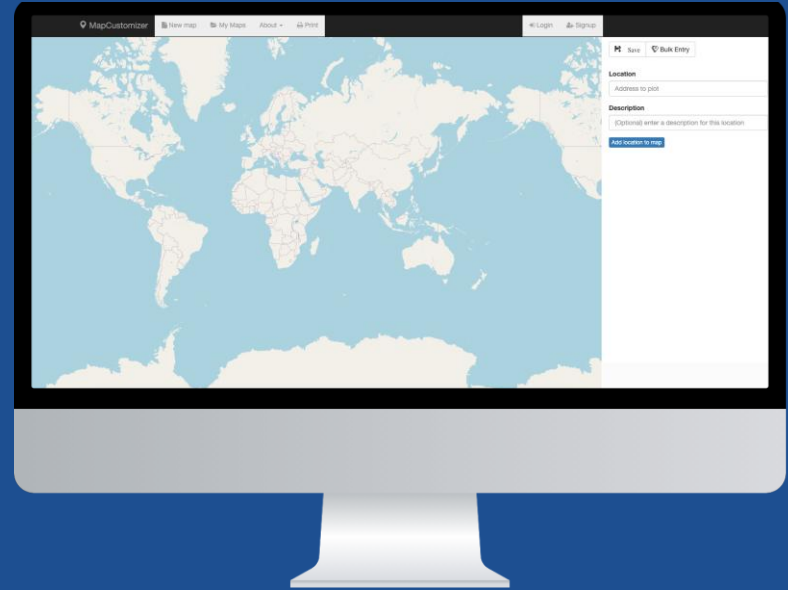 MapCustomizer New map My Maps About Print Login Signup
Save Bulk Entry
Location
Address to plot
Description
(Optional) enter a description for this location
Add location to map